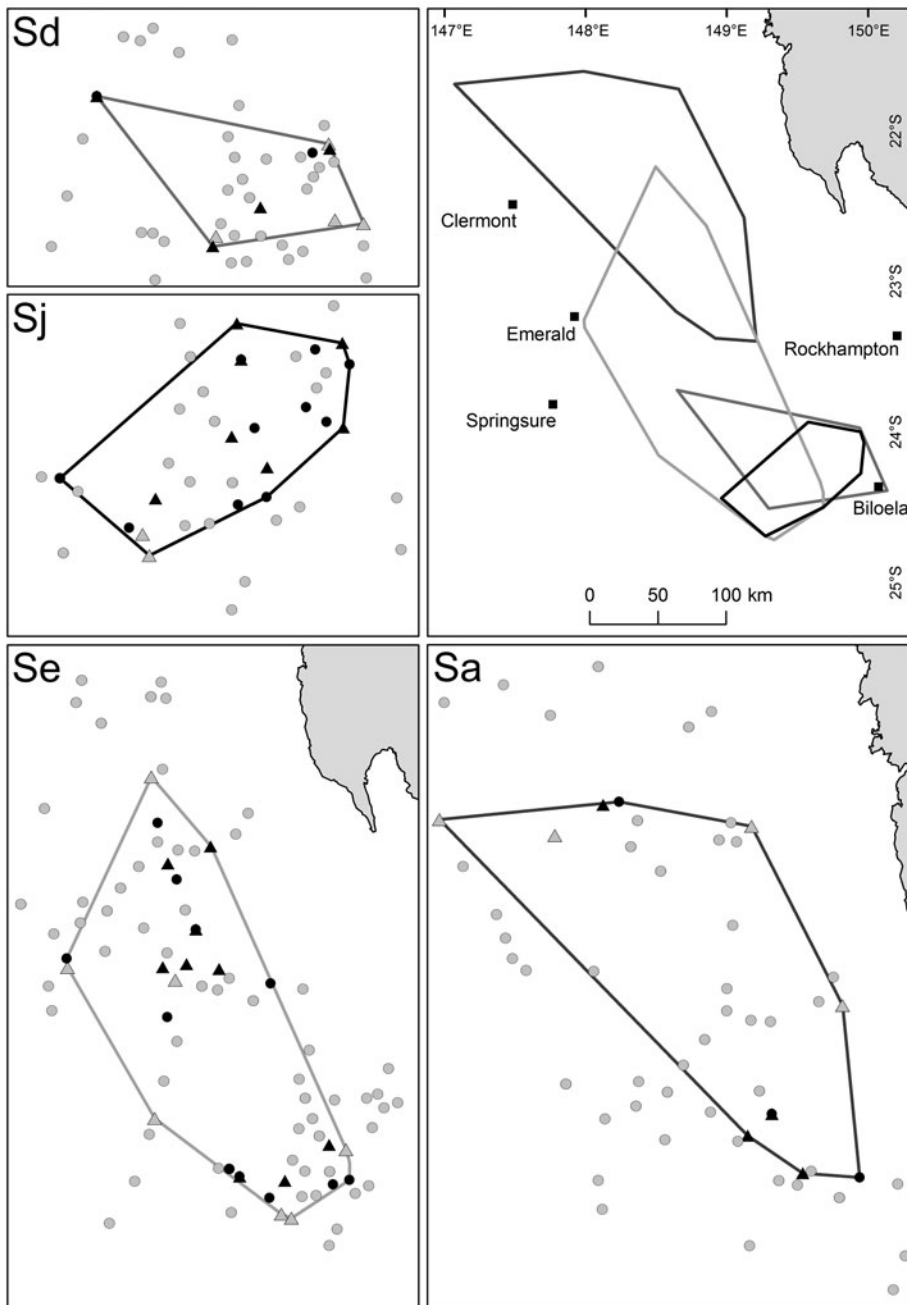 Sd
147°E 148°E 149°E 150°E
22°S
Clermont
23°S
Emerald
Rockhampton
Springsure
24°S
Biloela
25°S
0 50 100 km
Sj
Se
Sa